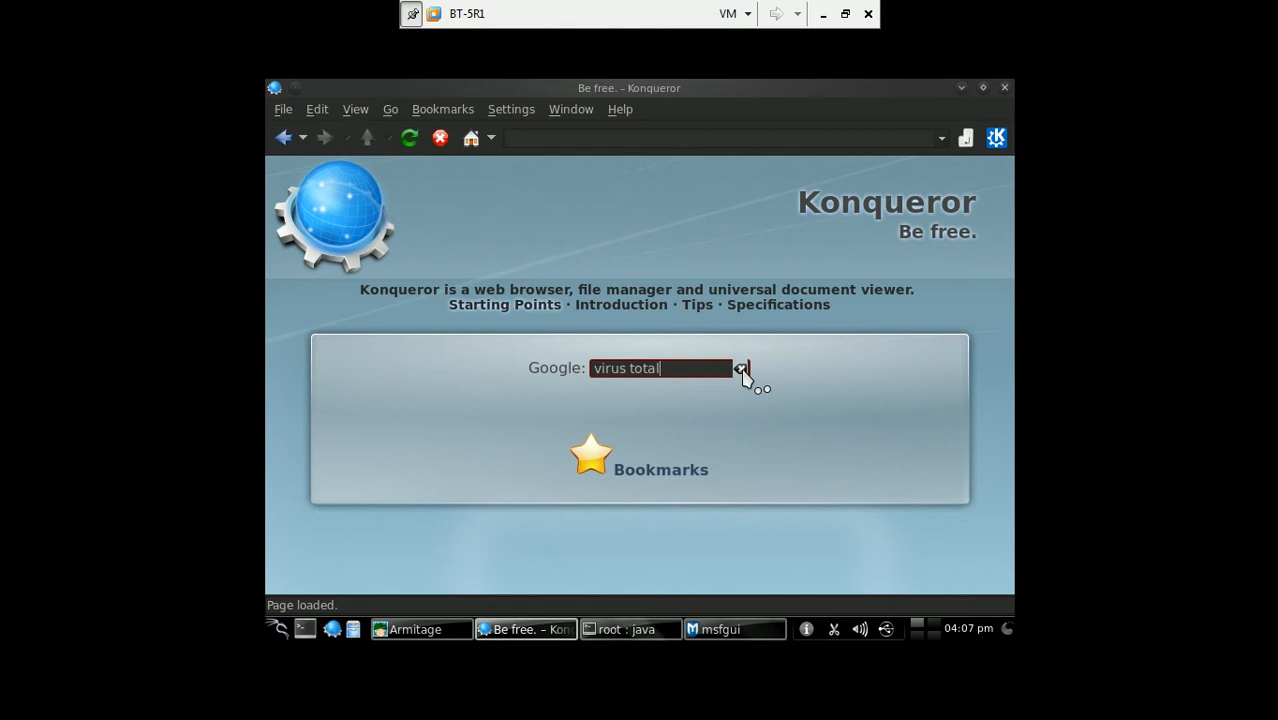 BT-5R1 VM
Be free. – Konqueror
File Edit View Go Bookmarks Settings Window Help
Konqueror
Be free.
Konqueror is a web browser, file manager and universal document viewer.
Starting Points · Introduction · Tips · Specifications
Google: virus total
Bookmarks
Page loaded.
Armitage Be free. – Kon root : java msfgui 04:07 pm